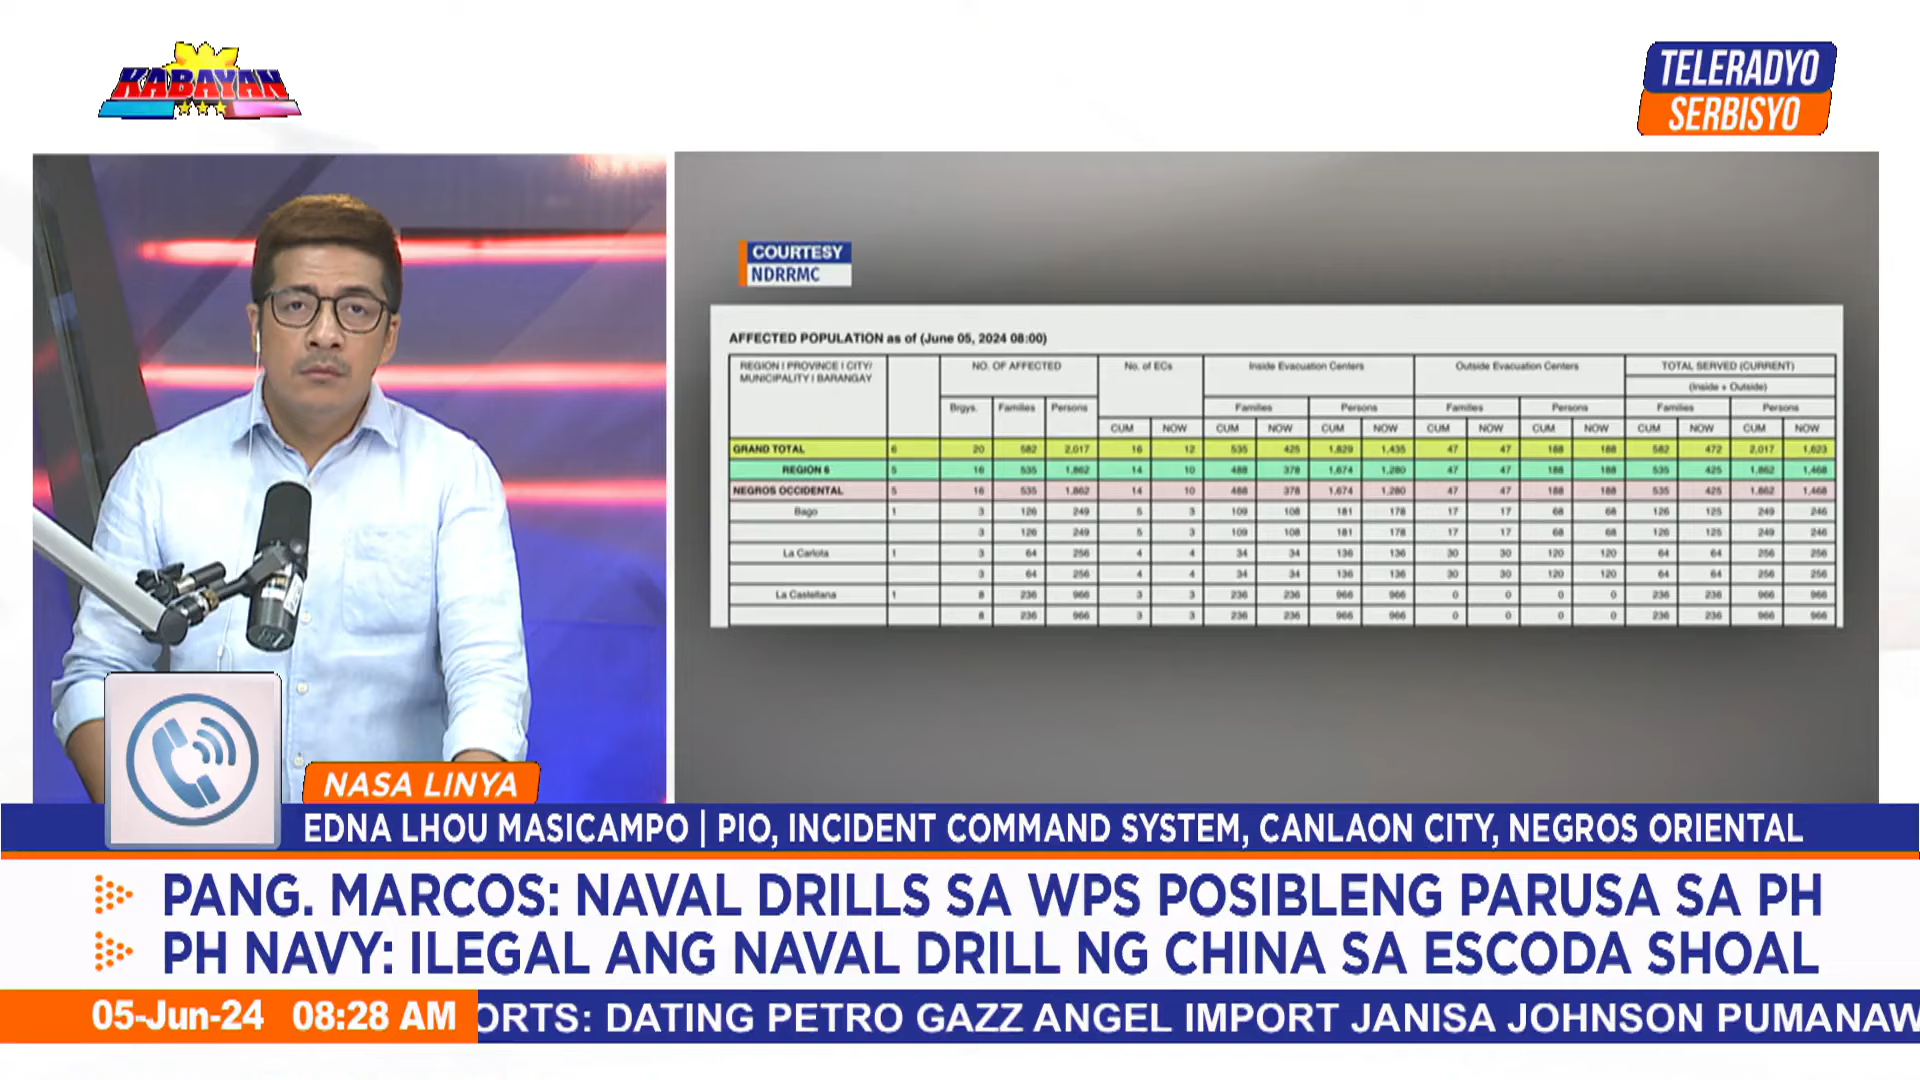 KABAYAN
TELERADYO
SERBISYO
COURTESY
NDRRMC
AFFECTED POPULATION as of (June 05, 2024 08:00)
REGION | PROVINCE | CITY/ MUNICIPALITY | BARANGAY
NO. OF AFFECTED No. of ECs Inside Evacuation Centers Outside Evacuation Centers TOTAL SERVED (CURRENT)
(Inside + Outside)
Brgys. Families Persons Families Persons Families Persons Families Persons
CUM NOW CUM NOW CUM NOW CUM NOW CUM NOW CUM NOW CUM NOW
GRAND TOTAL 6 20 582 2,017 16 12 535 425 1,829 1,435 47 47 188 188 582 472 2,017 1,623
REGION 6 5 16 535 1,862 14 10 488 378 1,674 1,280 47 47 188 188 535 425 1,862 1,468
NEGROS OCCIDENTAL 5 16 535 1,862 14 10 488 378 1,674 1,280 47 47 188 188 535 425 1,862 1,468
Bago 1 3 126 249 5 3 109 108 181 178 17 17 68 68 126 125 249 246
3 126 249 5 3 109 108 181 178 17 17 68 68 126 125 249 246
La Carlota 1 3 64 256 4 4 34 34 136 136 30 30 120 120 64 64 256 256
3 64 256 4 4 34 34 136 136 30 30 120 120 64 64 256 256
La Castellana 1 8 236 966 3 3 236 236 966 966 0 0 0 0 236 236 966 966
8 236 966 3 3 236 236 966 966 0 0 0 0 236 236 966 966
NASA LINYA
EDNA LHOU MASICAMPO | PIO, INCIDENT COMMAND SYSTEM, CANLAON CITY, NEGROS ORIENTAL
PANG. MARCOS: NAVAL DRILLS SA WPS POSIBLENG PARUSA SA PH
PH NAVY: ILEGAL ANG NAVAL DRILL NG CHINA SA ESCODA SHOAL
05-Jun-24 08:28 AM ORTS: DATING PETRO GAZZ ANGEL IMPORT JANISA JOHNSON PUMANAW